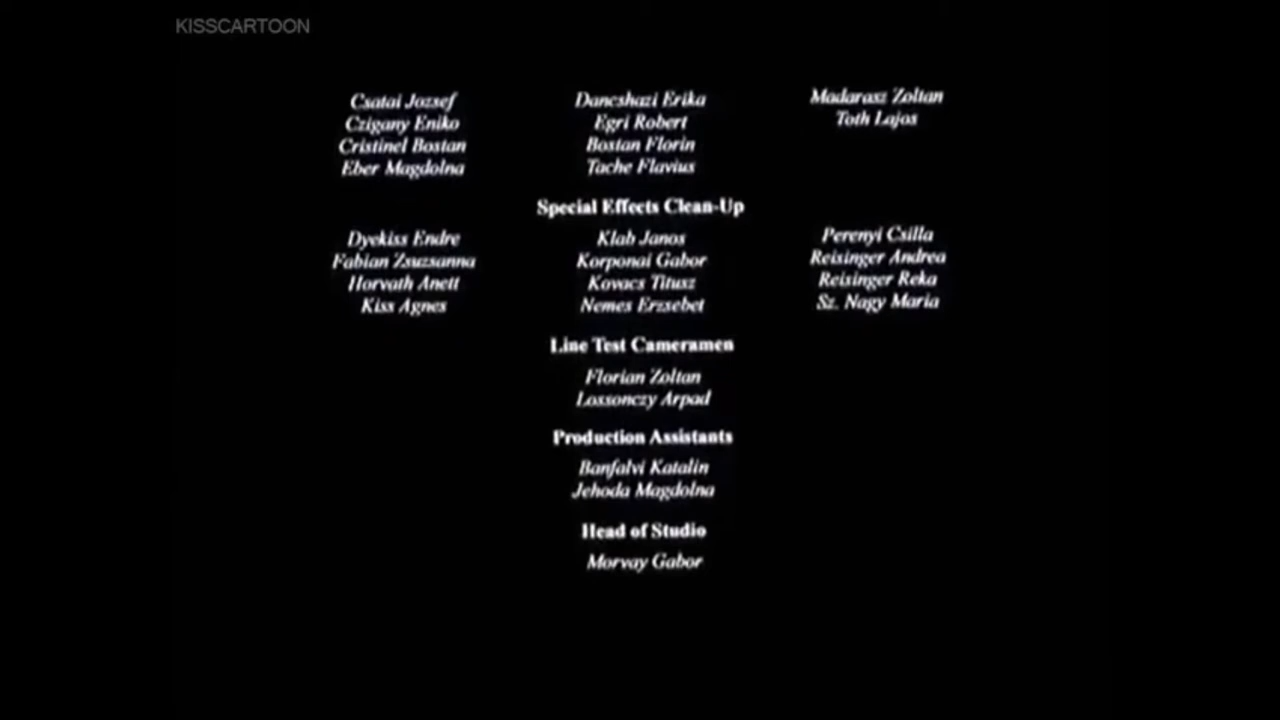 KISSCARTOON
Csatai Jozsef Daneshazi Erika Madarasz Zoltan
Czigany Eniko Egri Robert Toth Lajos
Cristinel Bostan Bostan Florin
Eber Magdolna Tache Flavius
Special Effects Clean-Up
Dyekiss Endre Klab Janos Perenyi Csilla
Fabian Zsuzsanna Korponai Gabor Reisinger Andrea
Horvath Anett Kovacs Titusz Reisinger Reka
Kiss Agnes Nemes Erzsebet Sz. Nagy Maria
Line Test Cameramen
Florian Zoltan
Lossonczy Arpad
Production Assistants
Banfalvi Katalin
Jehoda Magdolna
Head of Studio
Morvay Gabor